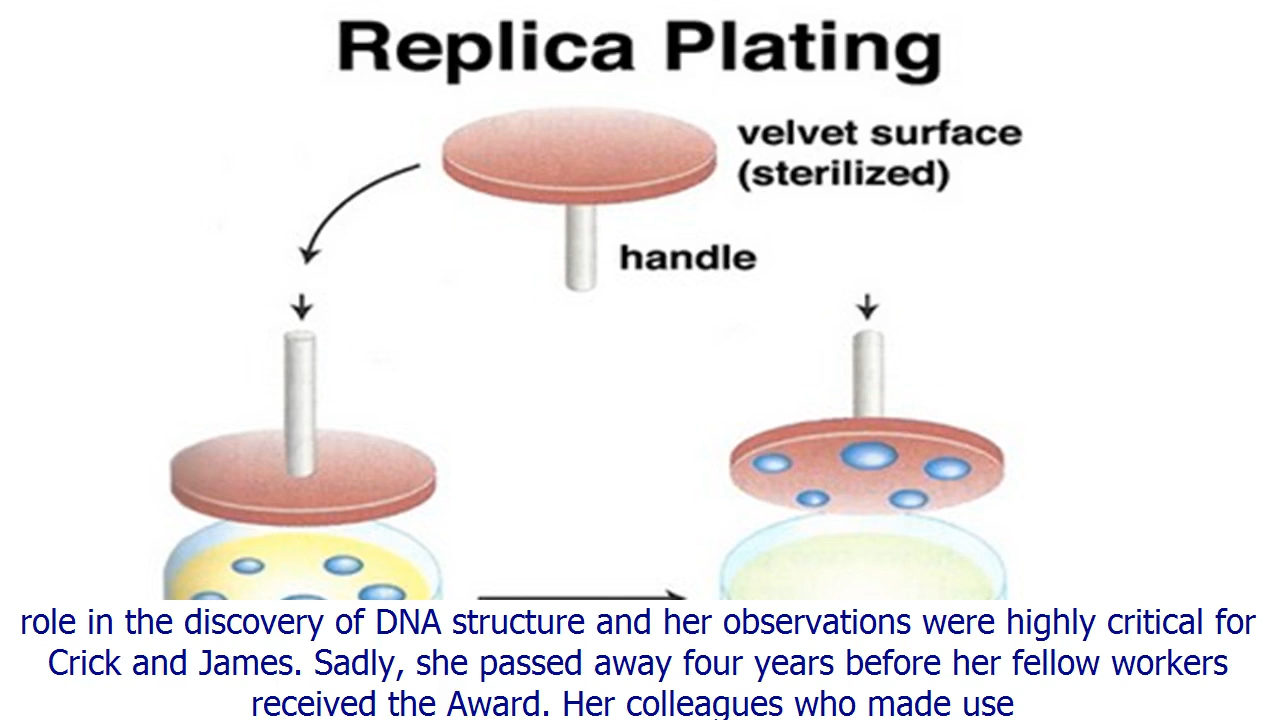 Replica Plating
velvet surface
(sterilized)
handle
role in the discovery of DNA structure and her observations were highly critical for
Crick and James. Sadly, she passed away four years before her fellow workers
received the Award. Her colleagues who made use